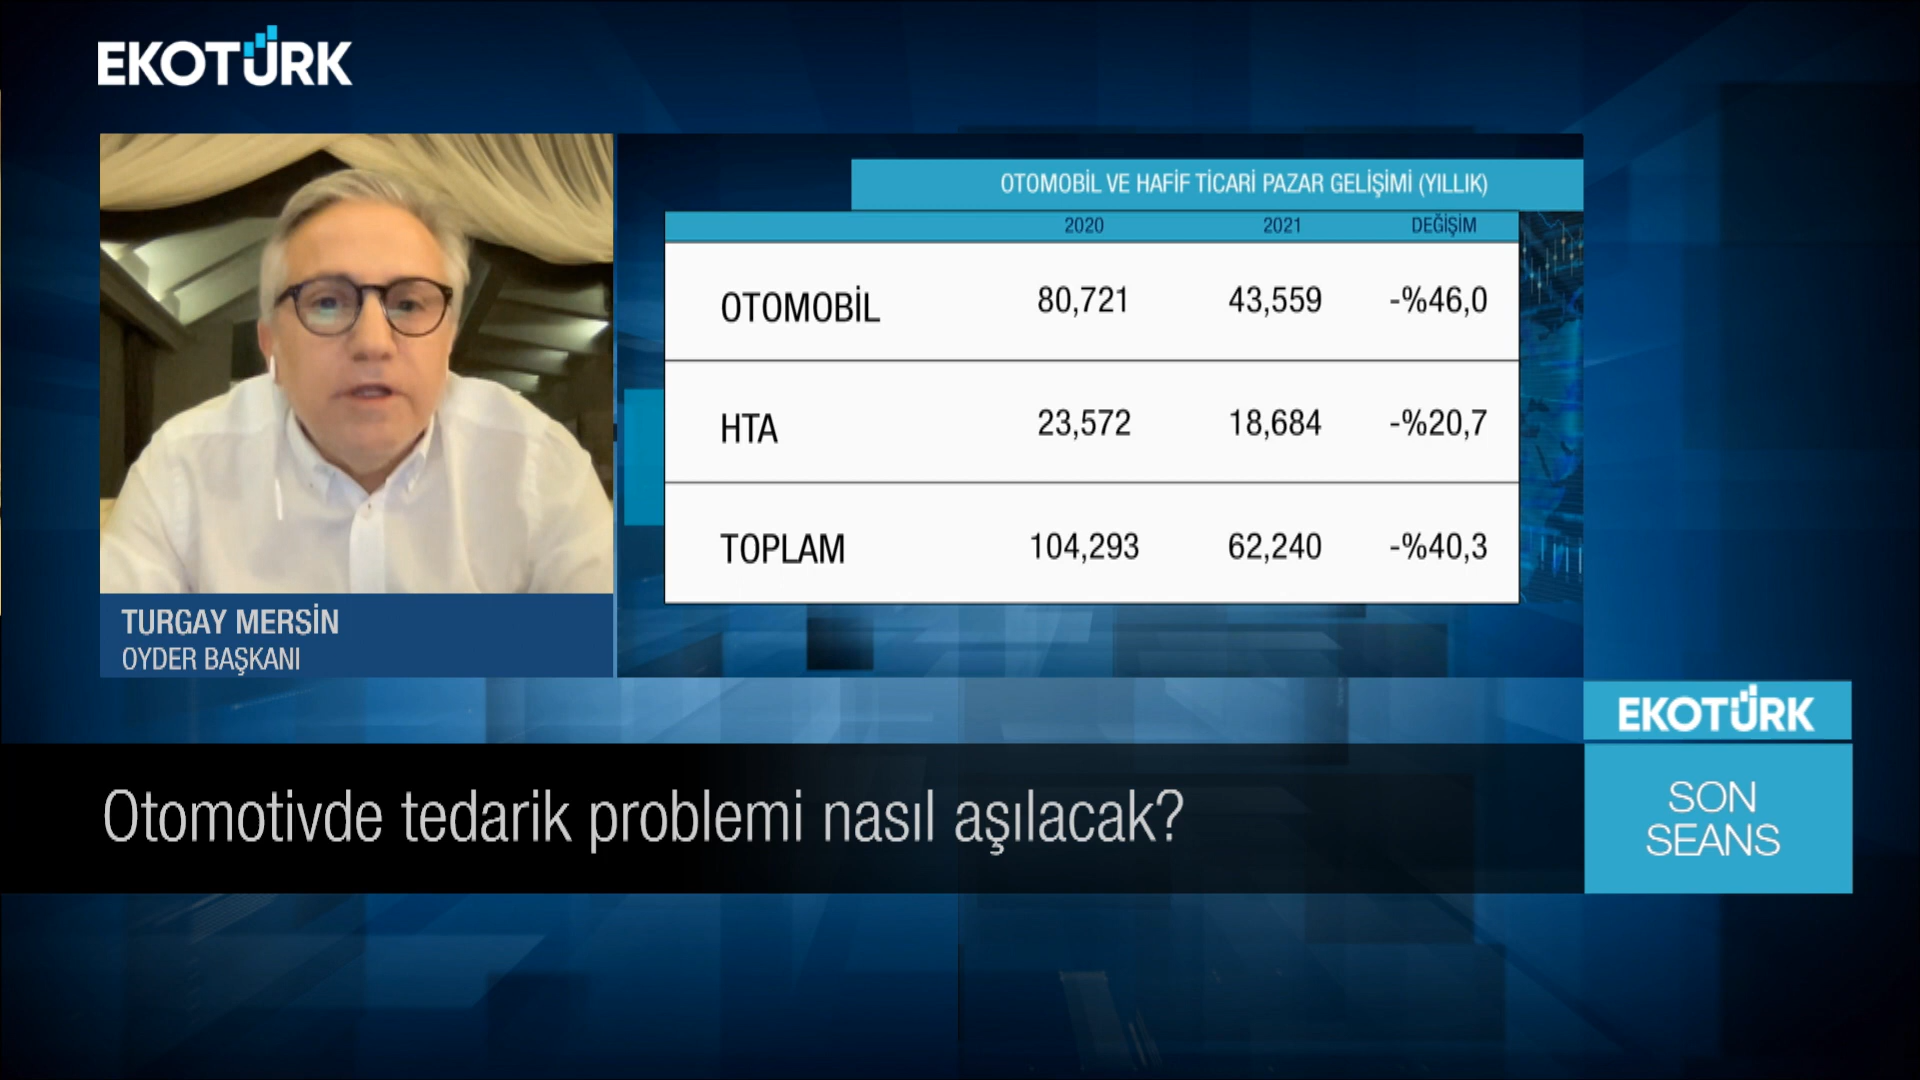 EKOTÜRK
OTOMOBİL VE HAFİF TİCARİ PAZAR GELİŞİMİ (YILLIK)
2020 2021 DEĞİŞİM
OTOMOBİL 80,721 43,559 -%46,0
HTA 23,572 18,684 -%20,7
TOPLAM 104,293 62,240 -%40,3
TURGAY MERSİN
OYDER BAŞKANI
EKOTÜRK
Otomotivde tedarik problemi nasıl aşılacak?
SON
SEANS